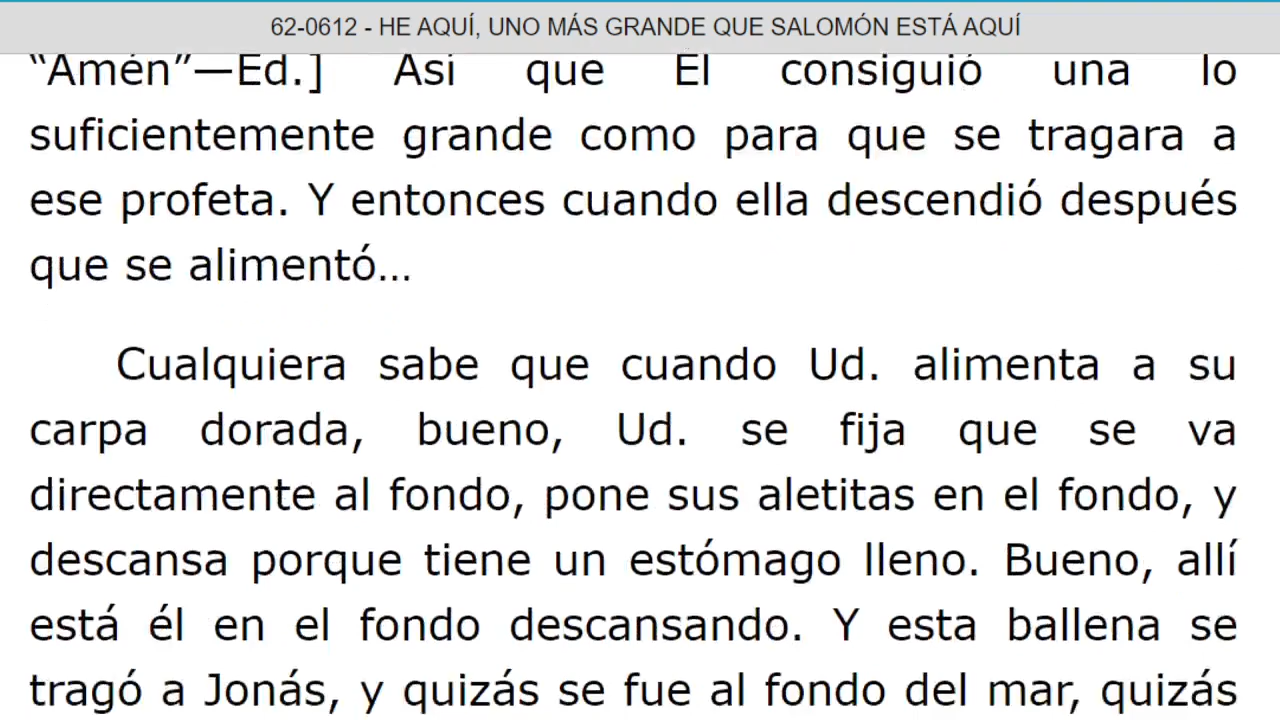 62-0612 - HE AQUÍ, UNO MÁS GRANDE QUE SALOMÓN ESTÁ AQUÍ
“Amén”—Ed.] Así que Él consiguió una lo
suficientemente grande como para que se tragara a
ese profeta. Y entonces cuando ella descendió después
que se alimentó…
Cualquiera sabe que cuando Ud. alimenta a su
carpa dorada, bueno, Ud. se fija que se va
directamente al fondo, pone sus aletitas en el fondo, y
descansa porque tiene un estómago lleno. Bueno, allí
está él en el fondo descansando. Y esta ballena se
tragó a Jonás, y quizás se fue al fondo del mar, quizás